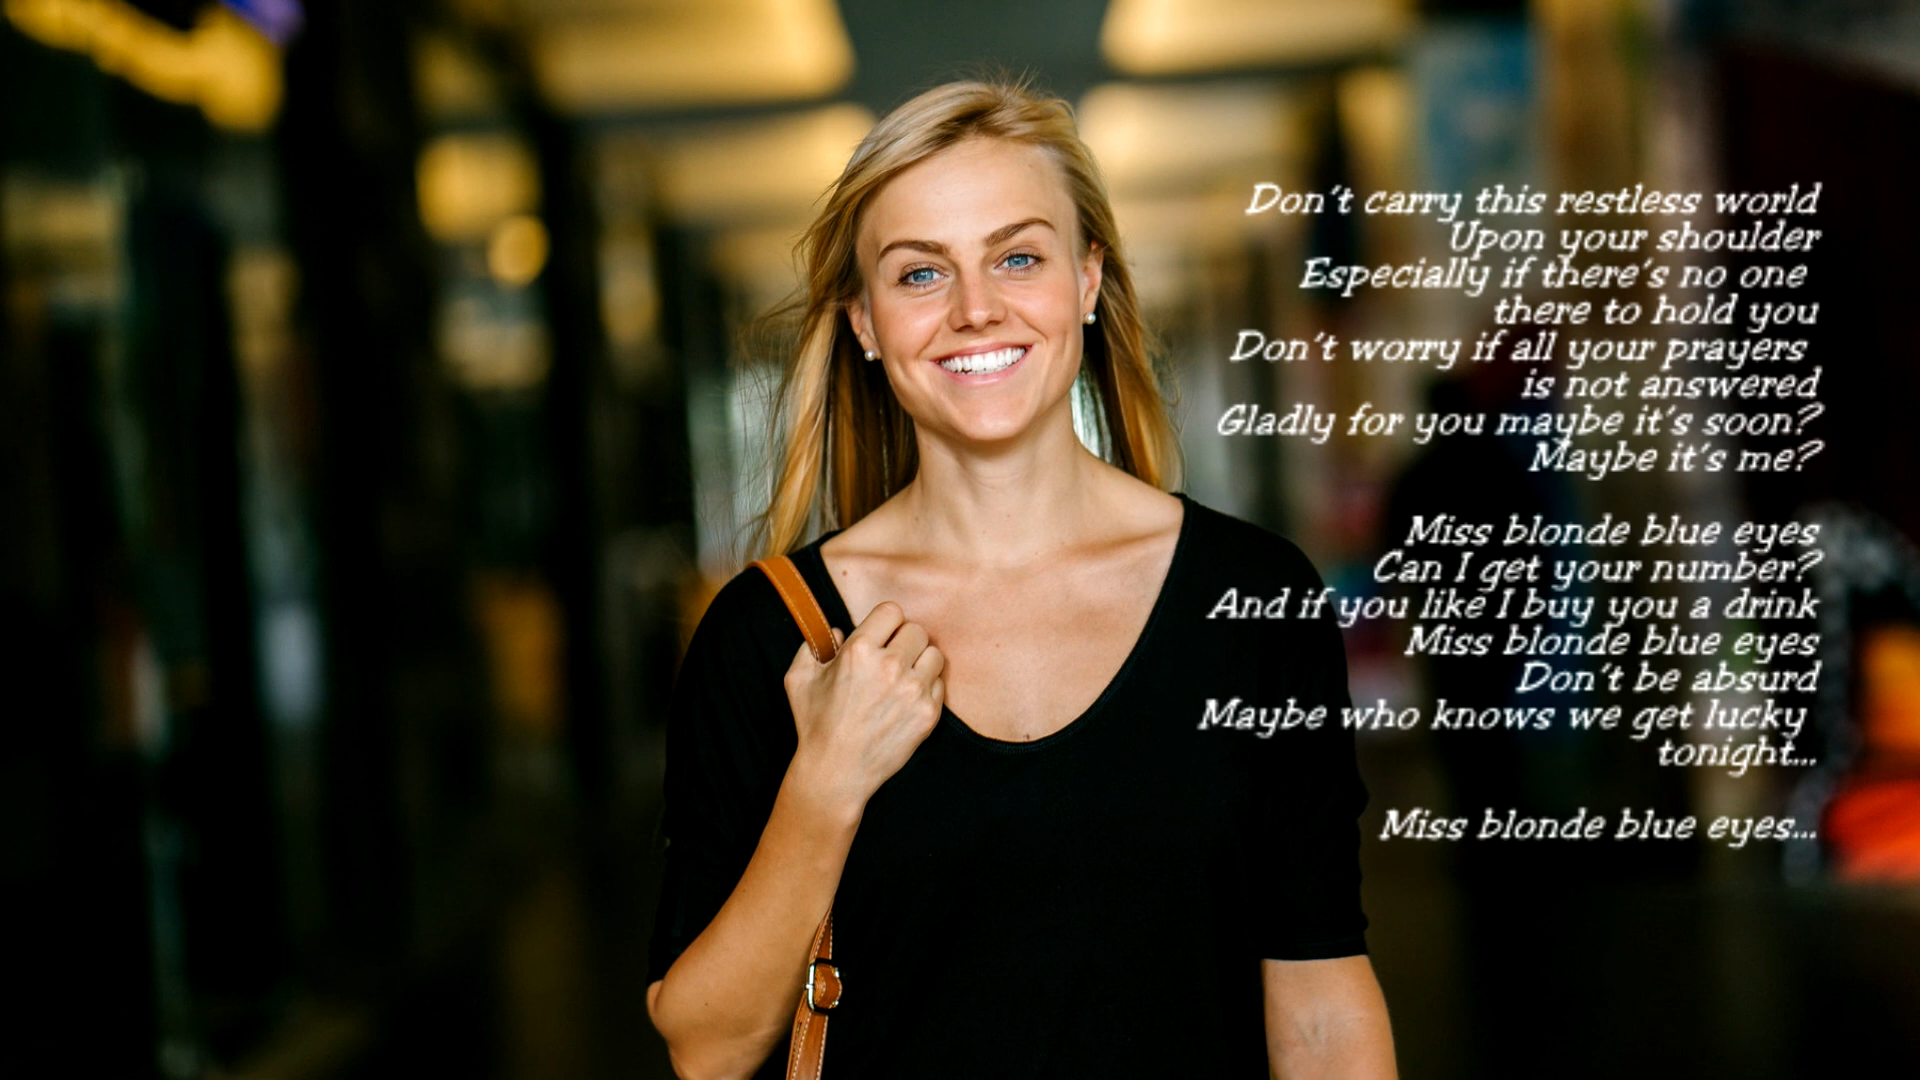 Don't carry this restless world
Upon your shoulder
Especially if there's no one
there to hold you
Don't worry if all your prayers
is not answered
Gladly for you maybe it's soon?
Maybe it's me?
Miss blonde blue eyes
Can I get your number?
And if you like I buy you a drink
Miss blonde blue eyes
Don't be absurd
Maybe who knows we get lucky
tonight...
Miss blonde blue eyes...